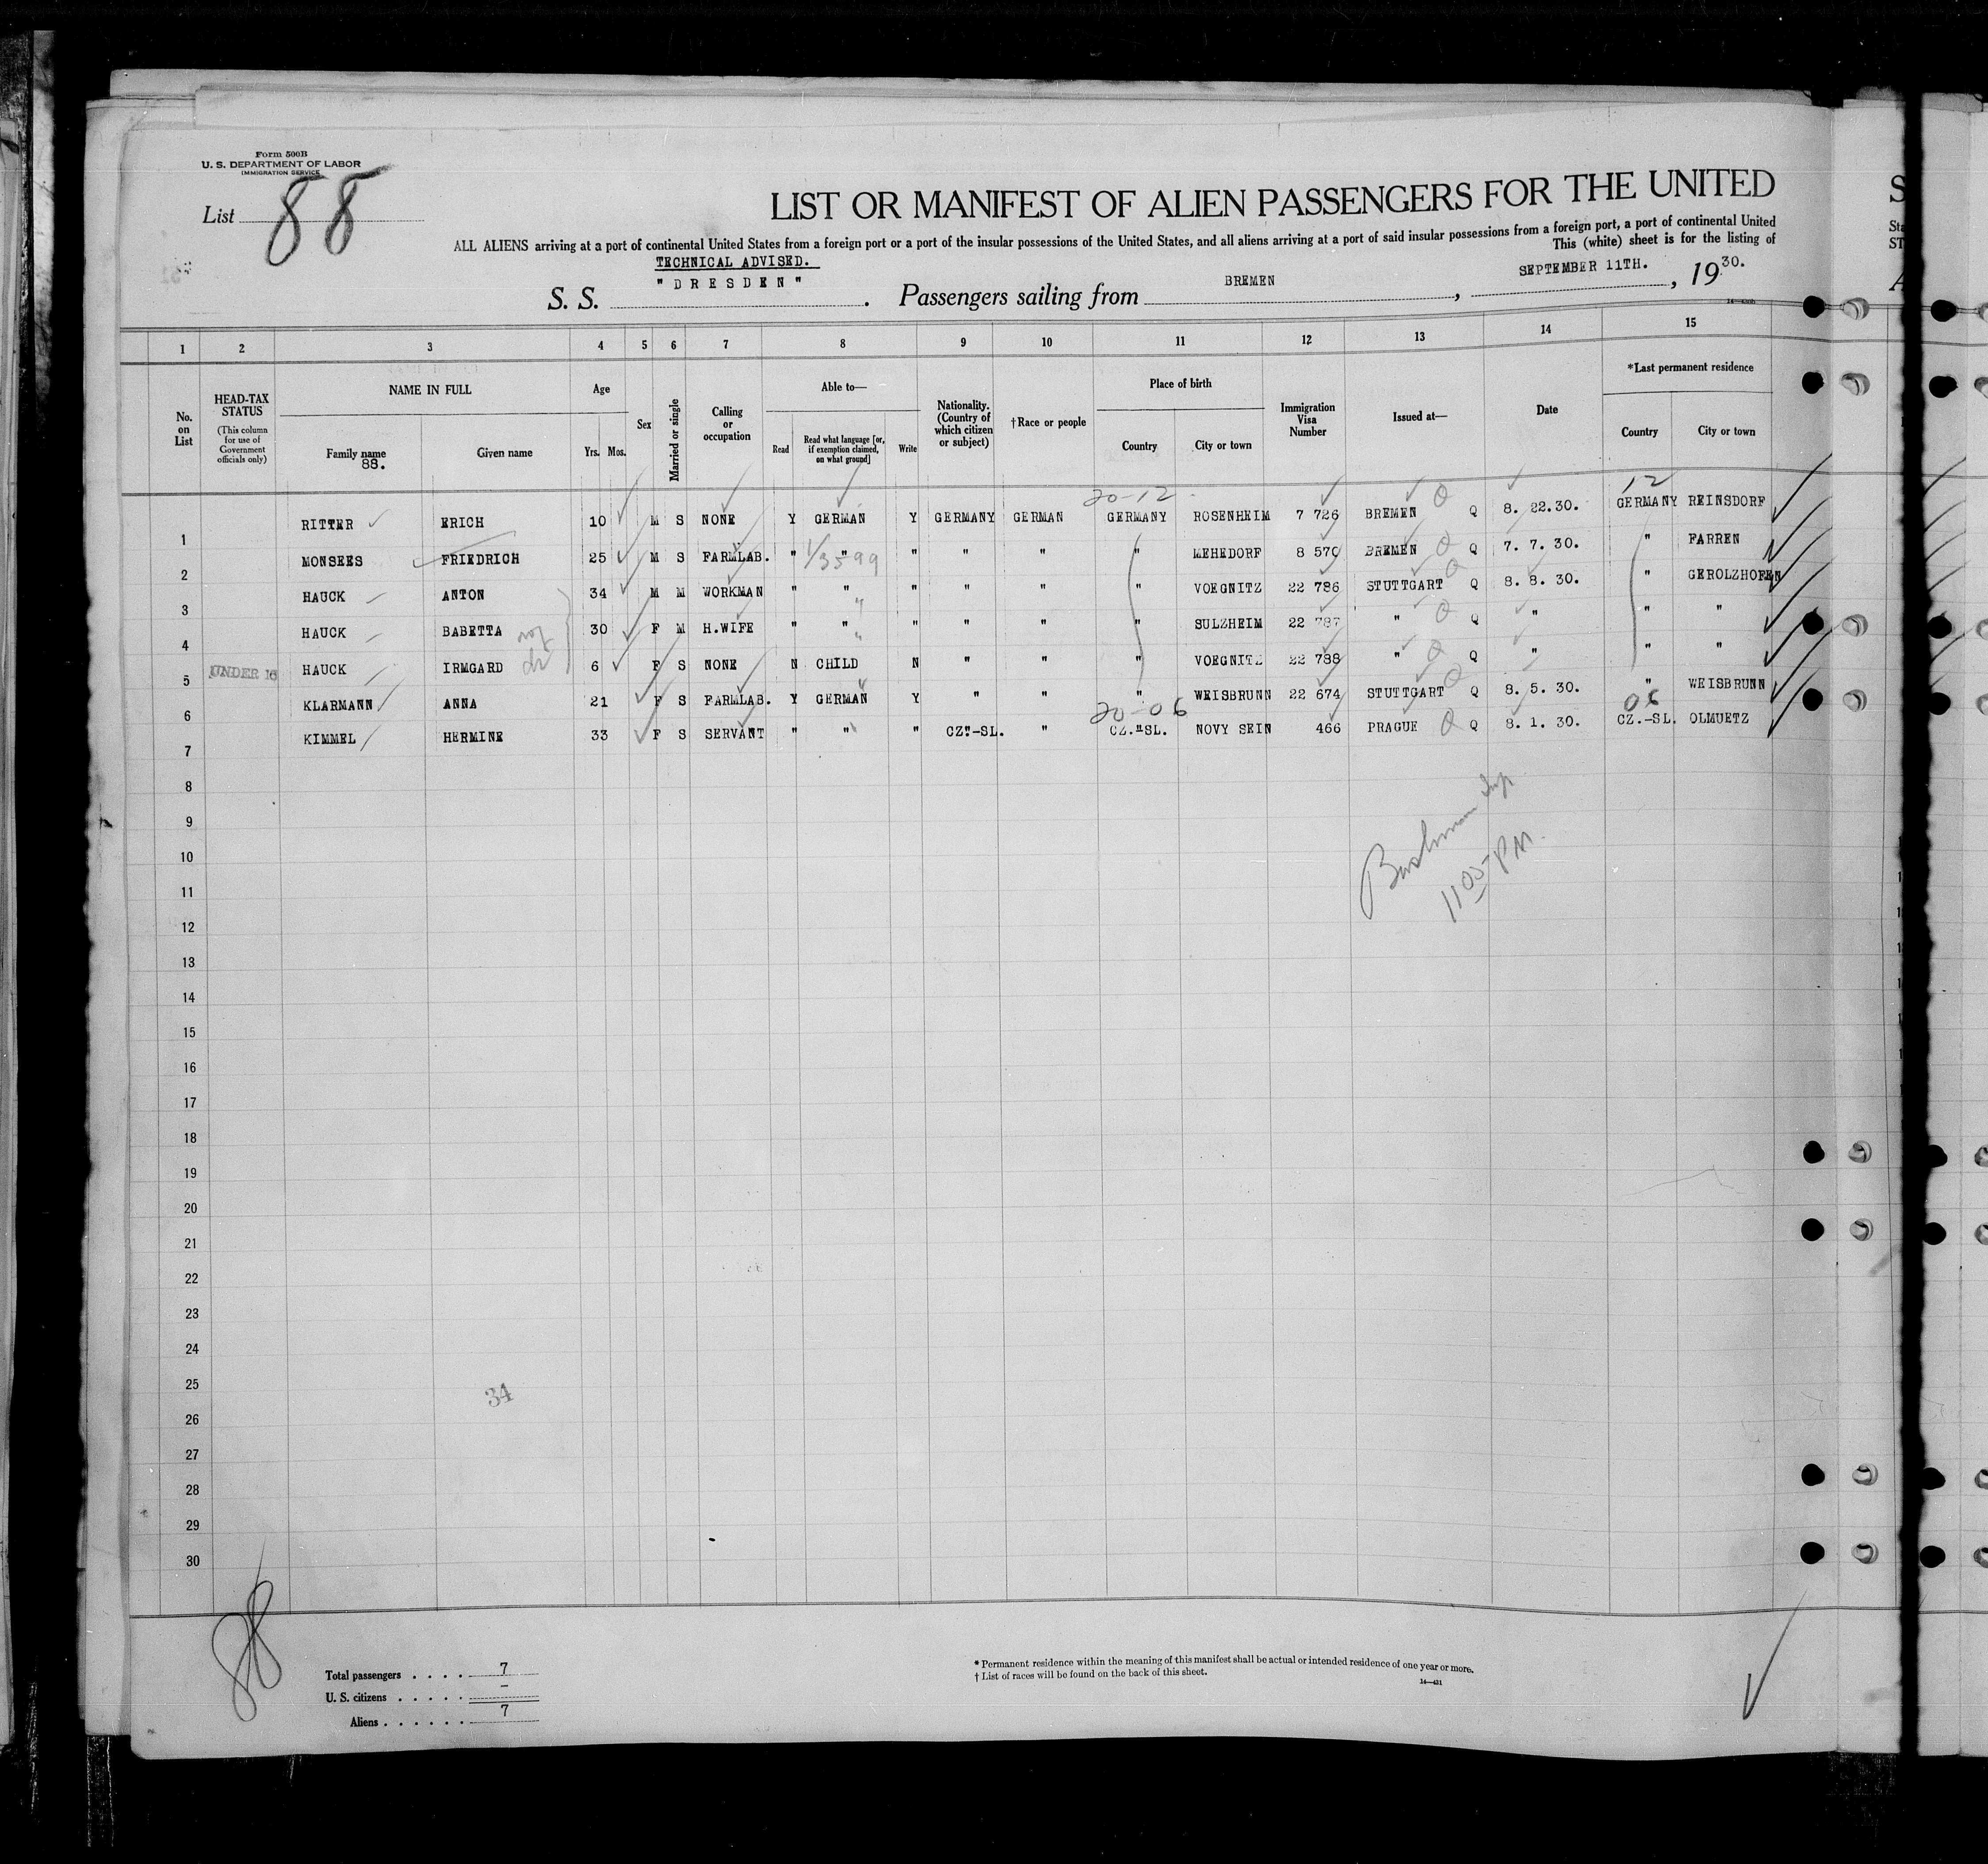 Form 500B
U. S. DEPARTMENT OF LABOR
IMMIGRATION SERVICE
List 88
LIST OR MANIFEST OF ALIEN PASSENGERS FOR THE UNITED
ALL ALIENS arriving at a port of continental United States from a foreign port or a port of the insular possessions of the United States, and all aliens arriving at a port of said insular possessions from a foreign port, a port of continental United
This (white) sheet is for the listing of
TECHNICAL ADVISED.
S. S. "DRESDEN". Passengers sailing from BREMEN, SEPTEMBER 11TH., 1930.
1 2 3 4 5 6 7 8 9 10 11 12 13 14 15
No. on List
HEAD-TAX STATUS
(This column for use of Government officials only)
NAME IN FULL
Family name
88.
Given name
Age
Yrs. Mos.
Sex
Married or single
Calling or occupation
Able to—
Read
Read what language [or, if exemption claimed, on what ground]
Write
Nationality. (Country of which citizen or subject)
†Race or people
Place of birth
Country
City or town
Immigration Visa Number
Issued at—
Date
*Last permanent residence
Country
City or town
20-12 12
1 RITTER ERICH 10 M S NONE Y GERMAN Y GERMANY GERMAN GERMANY ROSENHEIM 7 726 BREMEN Q 8. 22.30. GERMANY REINSDORF
2 MONSEES FRIEDRICH 25 M S FARMLAB. " " " " " " MEHEDORF 8 570 BREMEN Q 7. 7. 30. " FARREN
3 HAUCK ANTON 34 M M WORKMAN " " " " " " VOEGNITZ 22 786 STUTTGART Q 8. 8. 30. " GEROLZHOFEN
4 HAUCK BABETTA 30 F M H.WIFE " " " " " " SULZHEIM 22 787 " Q " " "
5 UNDER 16 HAUCK IRMGARD 6 F S NONE N CHILD N " " " VOEGNITZ 22 788 " Q " " "
6 KLARMANN ANNA 21 F S FARMLAB. Y GERMAN Y " " " WEISBRUNN 22 674 STUTTGART Q 8. 5. 30. " WEISBRUNN
20-06 06
7 KIMMEL HERMINE 33 F S SERVANT " " " CZ.-SL. " CZ.-SL. NOVY SEIN 466 PRAGUE Q 8. 1. 30. CZ.-SL. OLMUETZ
8
9
10
11
12
13
14
15
16
17
18
19
20
21
22
23
24
25
34
26
27
28
29
30
11 05 PM.
88
Total passengers . . . . 7
U. S. citizens . . . . . –
Aliens . . . . . . 7
* Permanent residence within the meaning of this manifest shall be actual or intended residence of one year or more.
† List of races will be found on the back of this sheet.
14—431